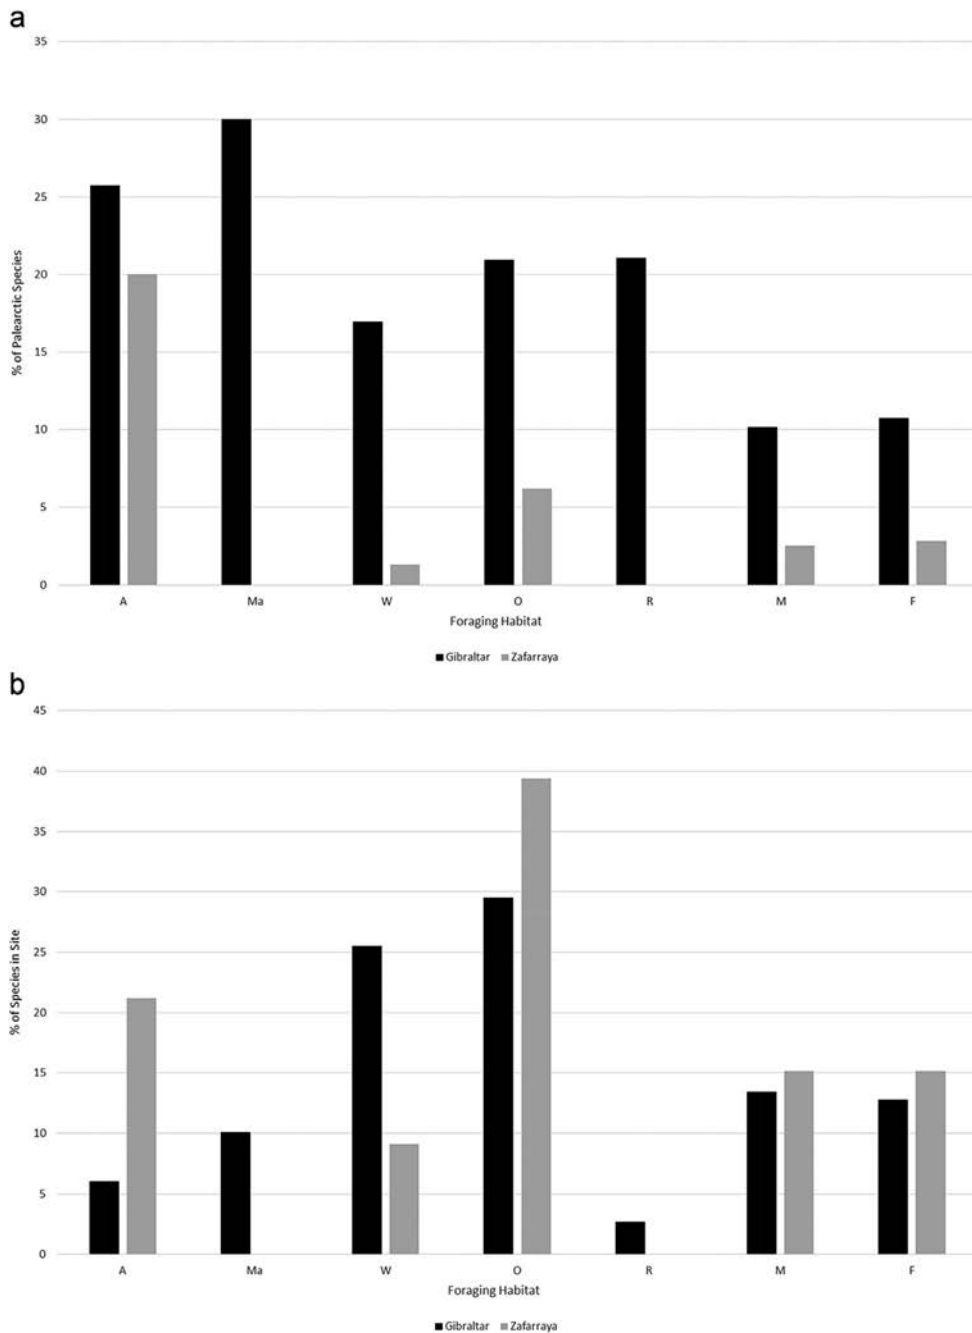 a
35
30
25
20
15
10
5
0
% of Palearctic Species
A Ma W O R M F
Foraging Habitat
Gibraltar Zafarraya
b
45
40
35
30
25
20
15
10
5
0
% of Species in Site
A Ma W O R M F
Foraging Habitat
Gibraltar Zafarraya